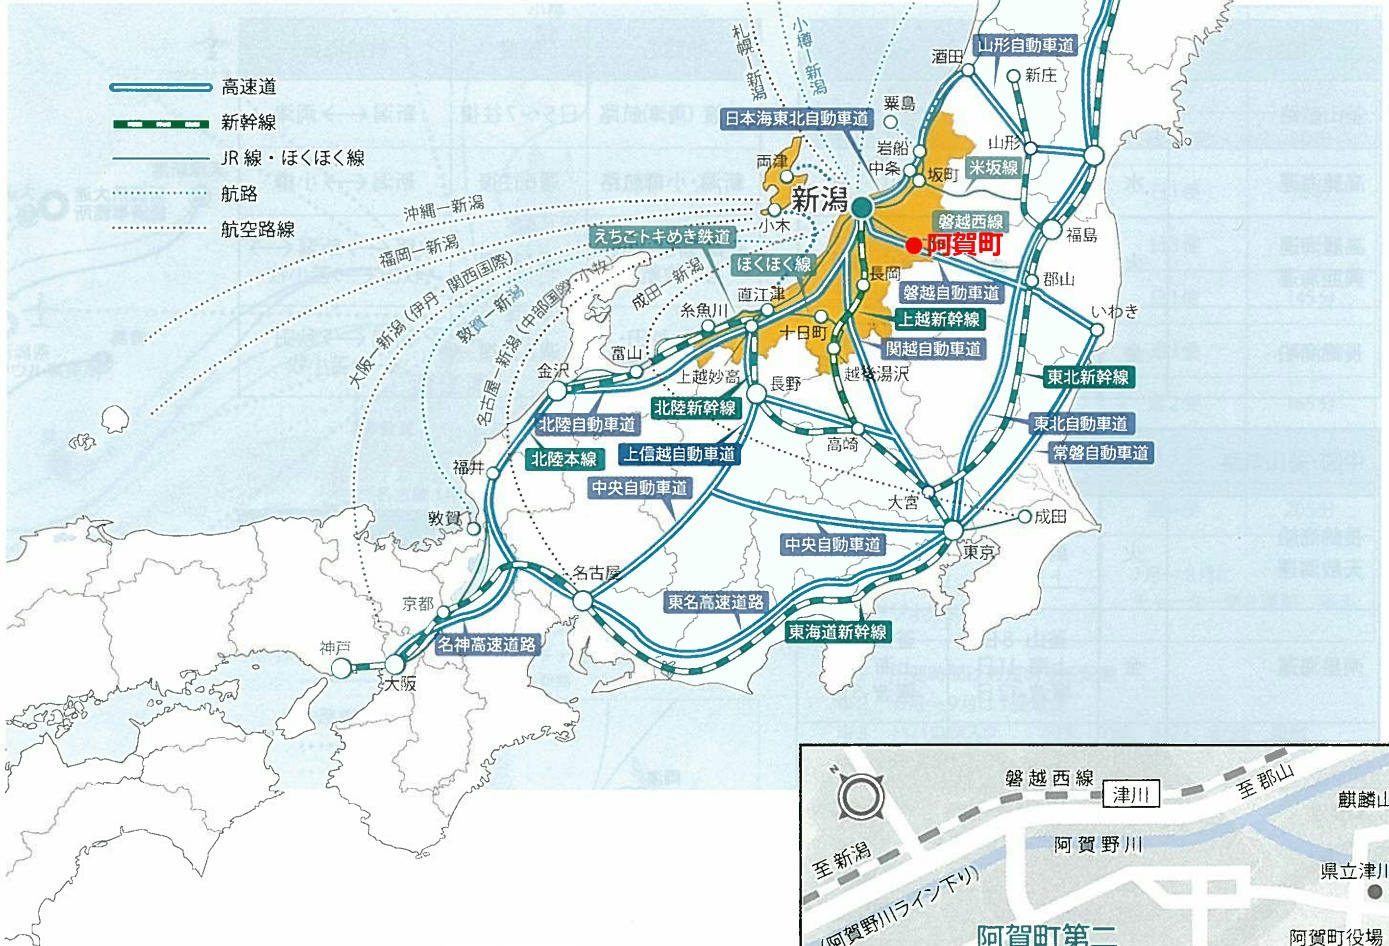 高速道
新幹線
JR線・ほくほく線
航路
航空路線
札幌ー新潟
小樽ー新潟
酒田
山形自動車道
新庄
粟島
日本海東北自動車道
岩船
山形
中条
両津
坂町
米坂線
新潟
沖縄ー新潟
小木
磐越西線
阿賀町
福島
えちごトキめき鉄道
福岡ー新潟
ほくほく線
長岡
郡山
大阪ー新潟(伊丹・関西国際)
敦賀ー新潟
名古屋ー新潟(中部国際・小牧)
成田ー新潟
直江津
磐越自動車道
いわき
糸魚川
上越新幹線
十日町
関越自動車道
富山
金沢
上越妙高
長野
越後湯沢
東北新幹線
北陸新幹線
北陸自動車道
高崎
東北自動車道
北陸本線
上信越自動車道
常磐自動車道
福井
中央自動車道
大宮
敦賀
成田
中央自動車道
東京
名古屋
京都
東名高速道路
東海道新幹線
神戸
名神高速道路
大阪
N
磐越西線
津川
至郡山
麒麟山
至新潟
阿賀野川
県立津川
(阿賀野川ライン下り)
阿賀町第二
阿賀町役場